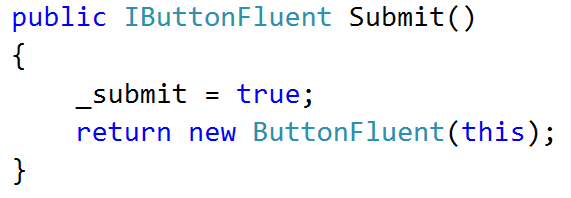 public IButtonFluent Submit()
{
    _submit = true;
    return new ButtonFluent(this);
}